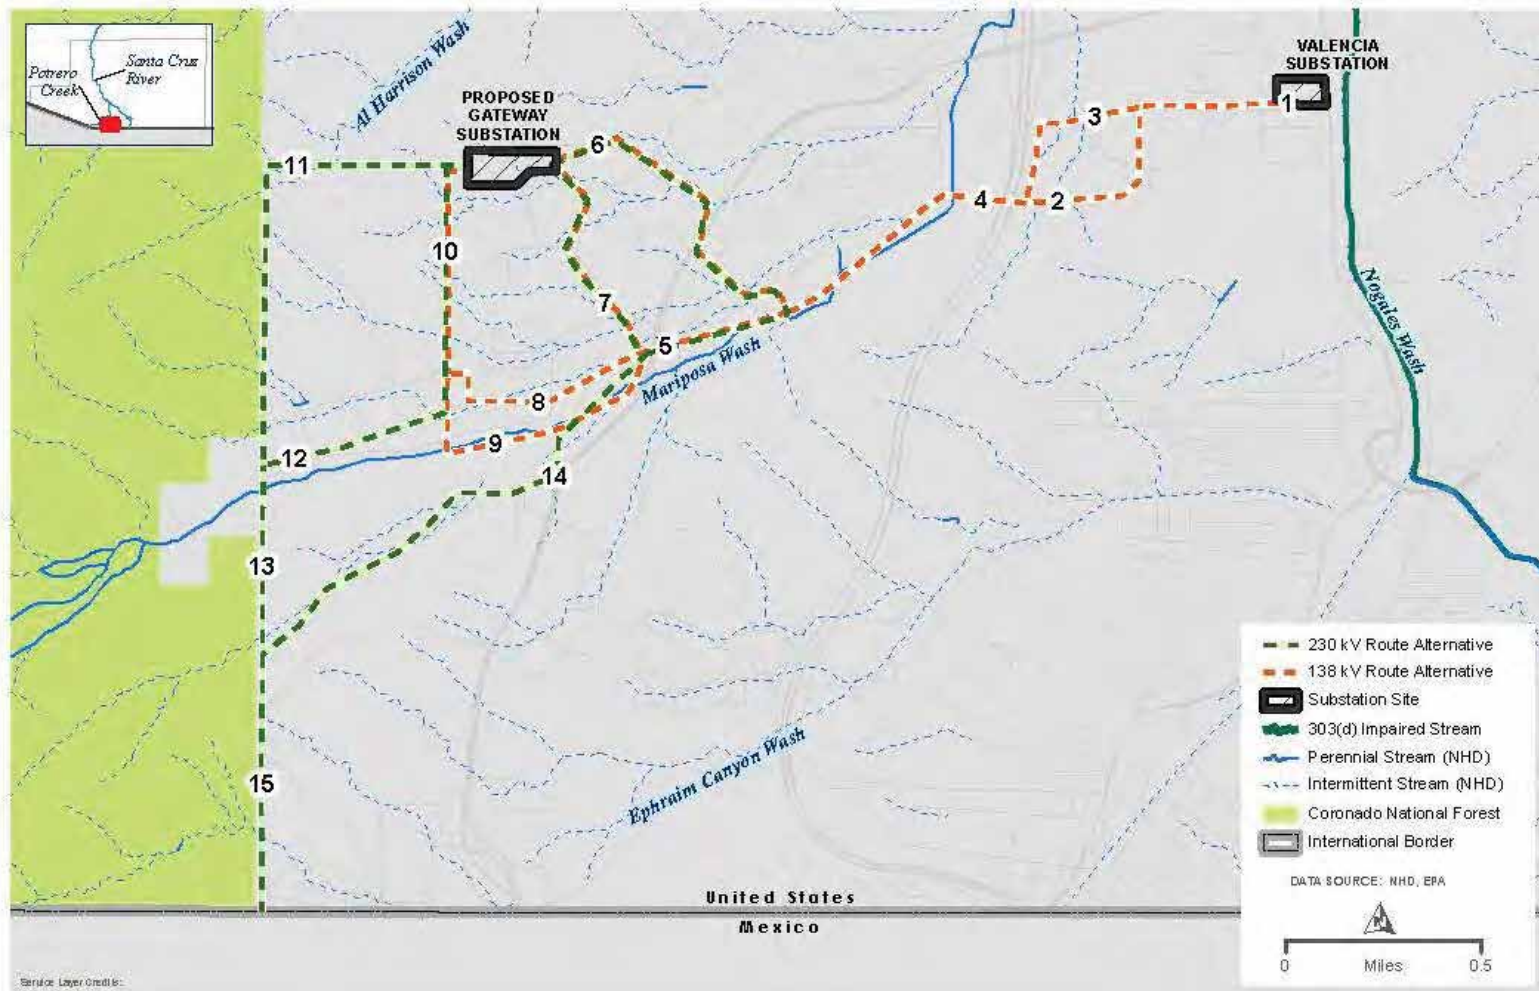 Potrero
Creek
Santa Cruz
River
Al Harrison Wash
PROPOSED
GATEWAY
SUBSTATION
VALENCIA
SUBSTATION
1
3
6
11
4
2
10
7
Nogales Wash
5
Mariposa Wash
8
9
12
14
13
15
Ephraim Canyon Wash
United States
Mexico
230 kV Route Alternative
138 kV Route Alternative
Substation Site
303(d) Impaired Stream
Perennial Stream (NHD)
Intermittent Stream (NHD)
Coronado National Forest
International Border
DATA SOURCE: NHD, EPA
N
0 Miles 0.5
Service Layer Credits: